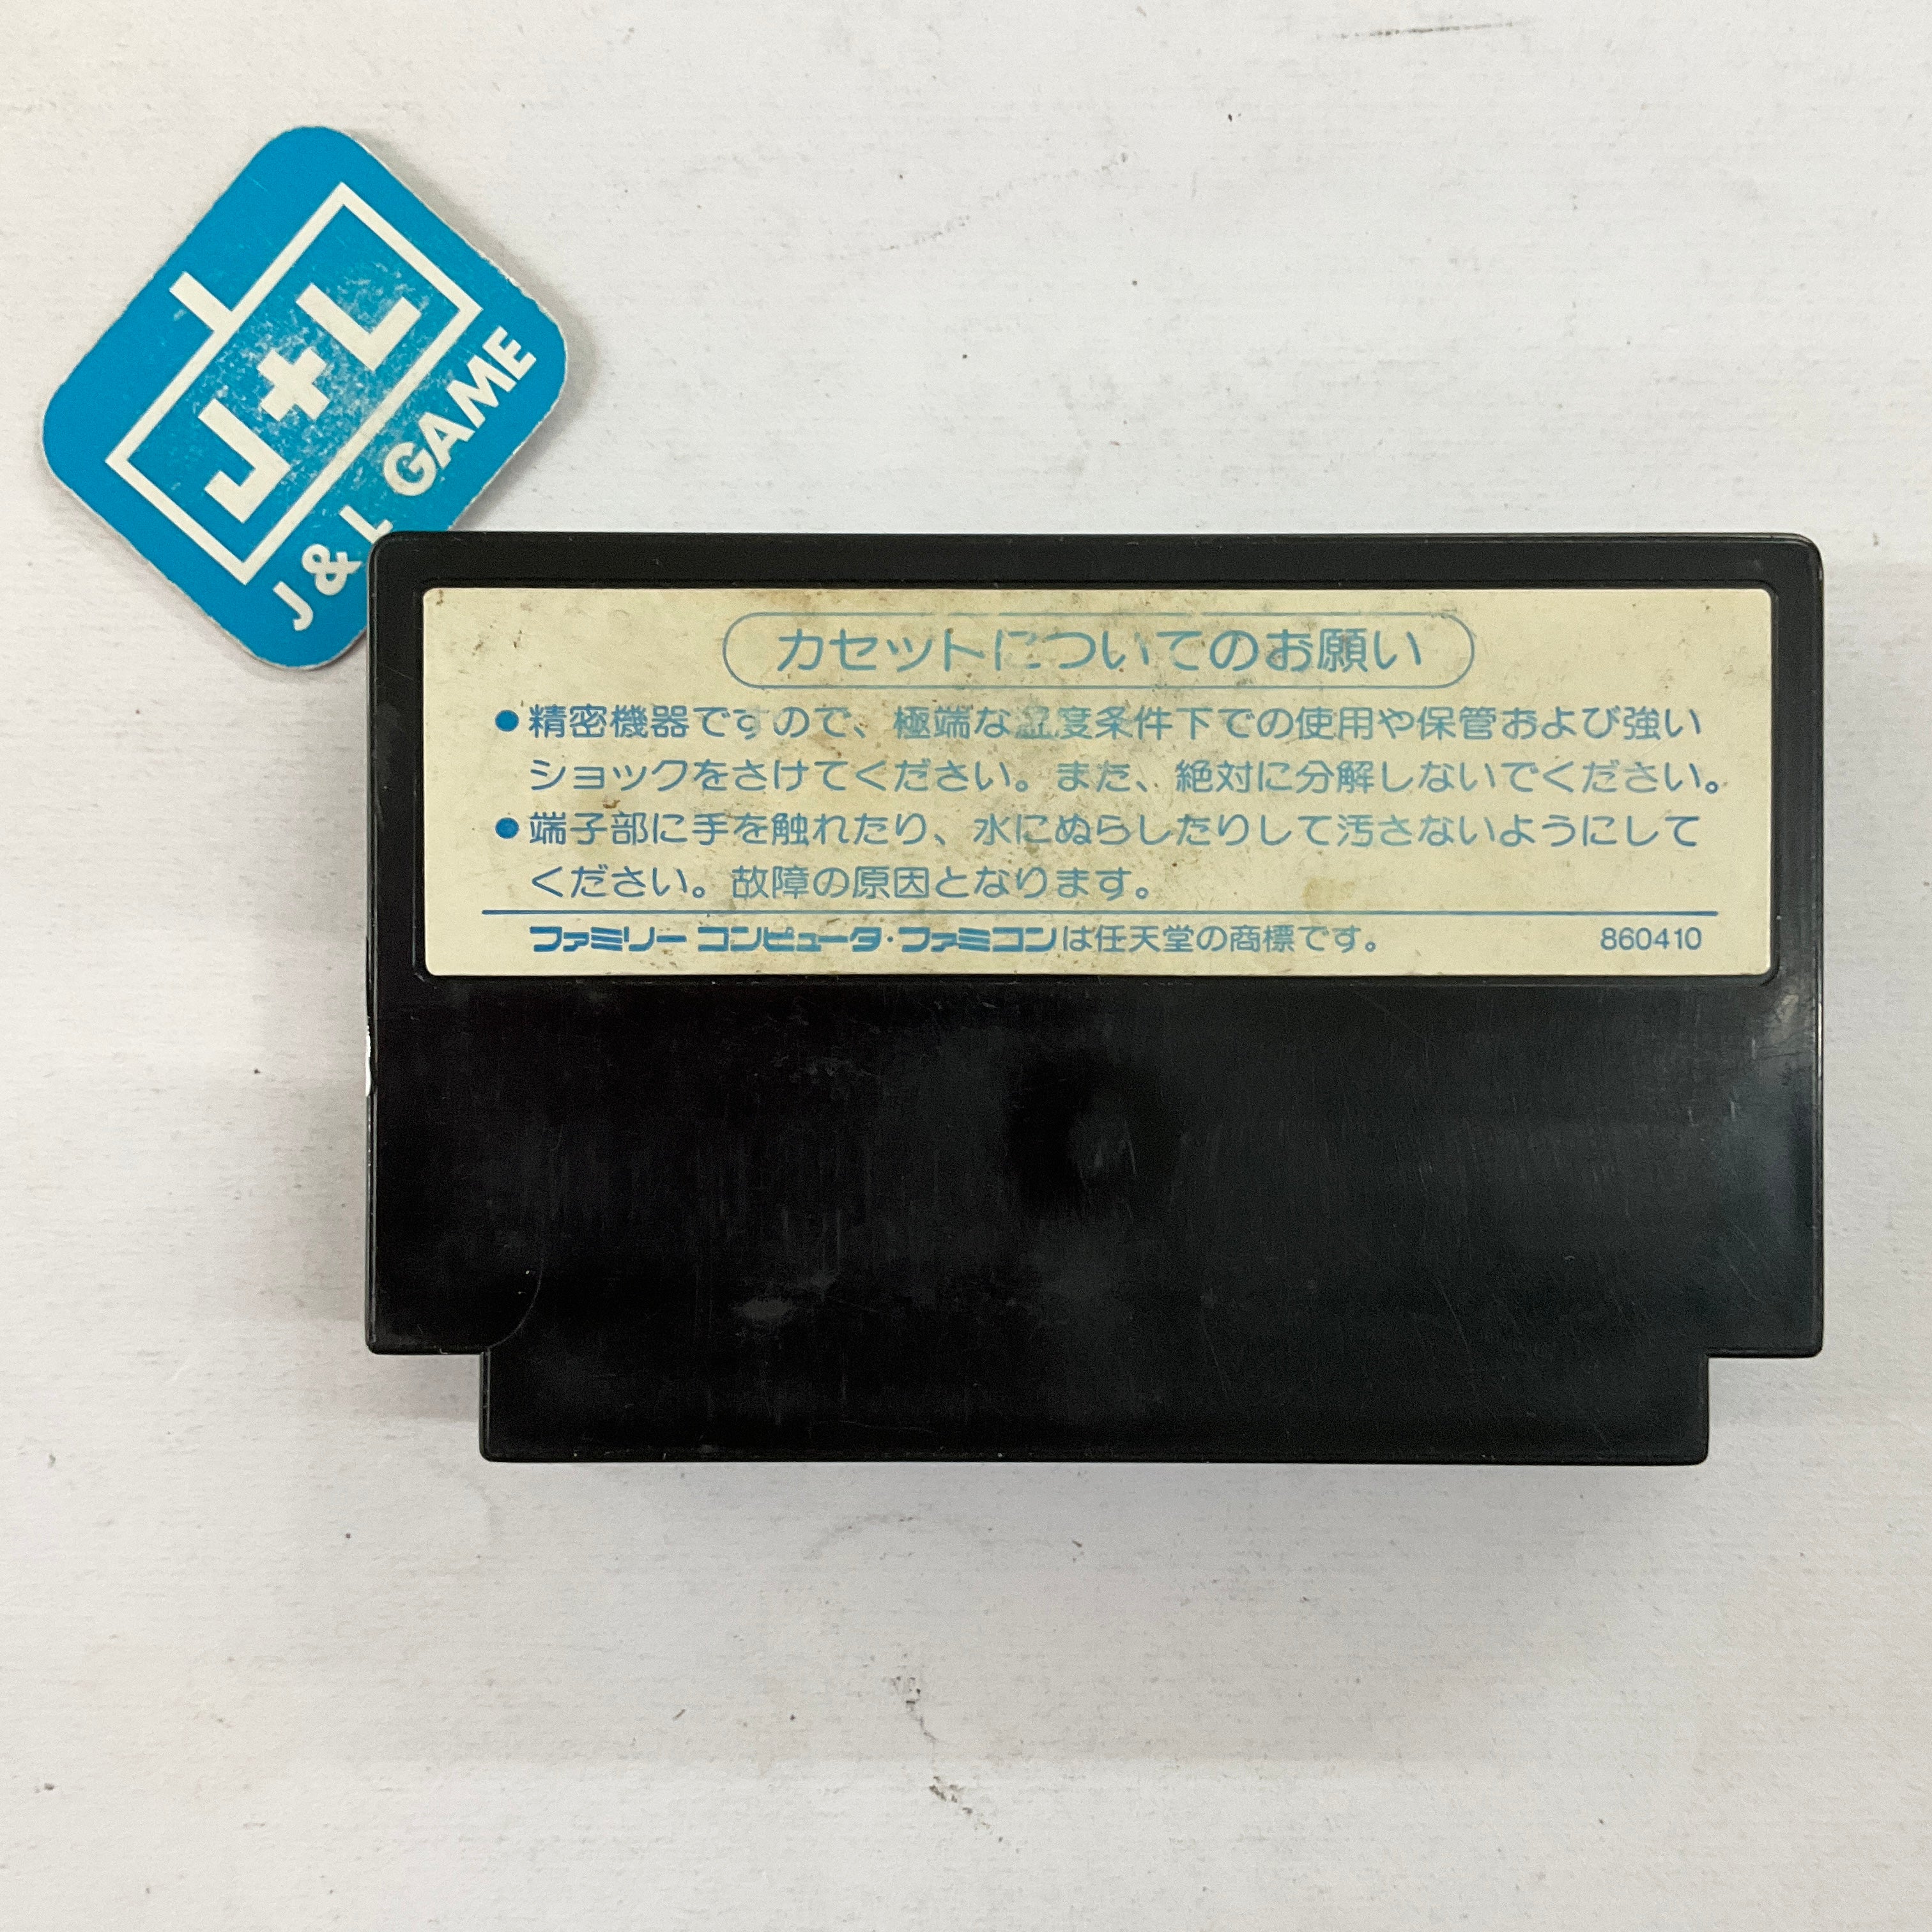 J+L
J & L GAME
カセットについてのお願い
●精密機器ですので、極端な温度条件下での使用や保管および強い
ショックをさけてください。また、絶対に分解しないでください。
●端子部に手を触れたり、水にぬらしたりして汚さないようにして
ください。故障の原因となります。
ファミリー コンピュータ・ファミコンは任天堂の商標です。 860410